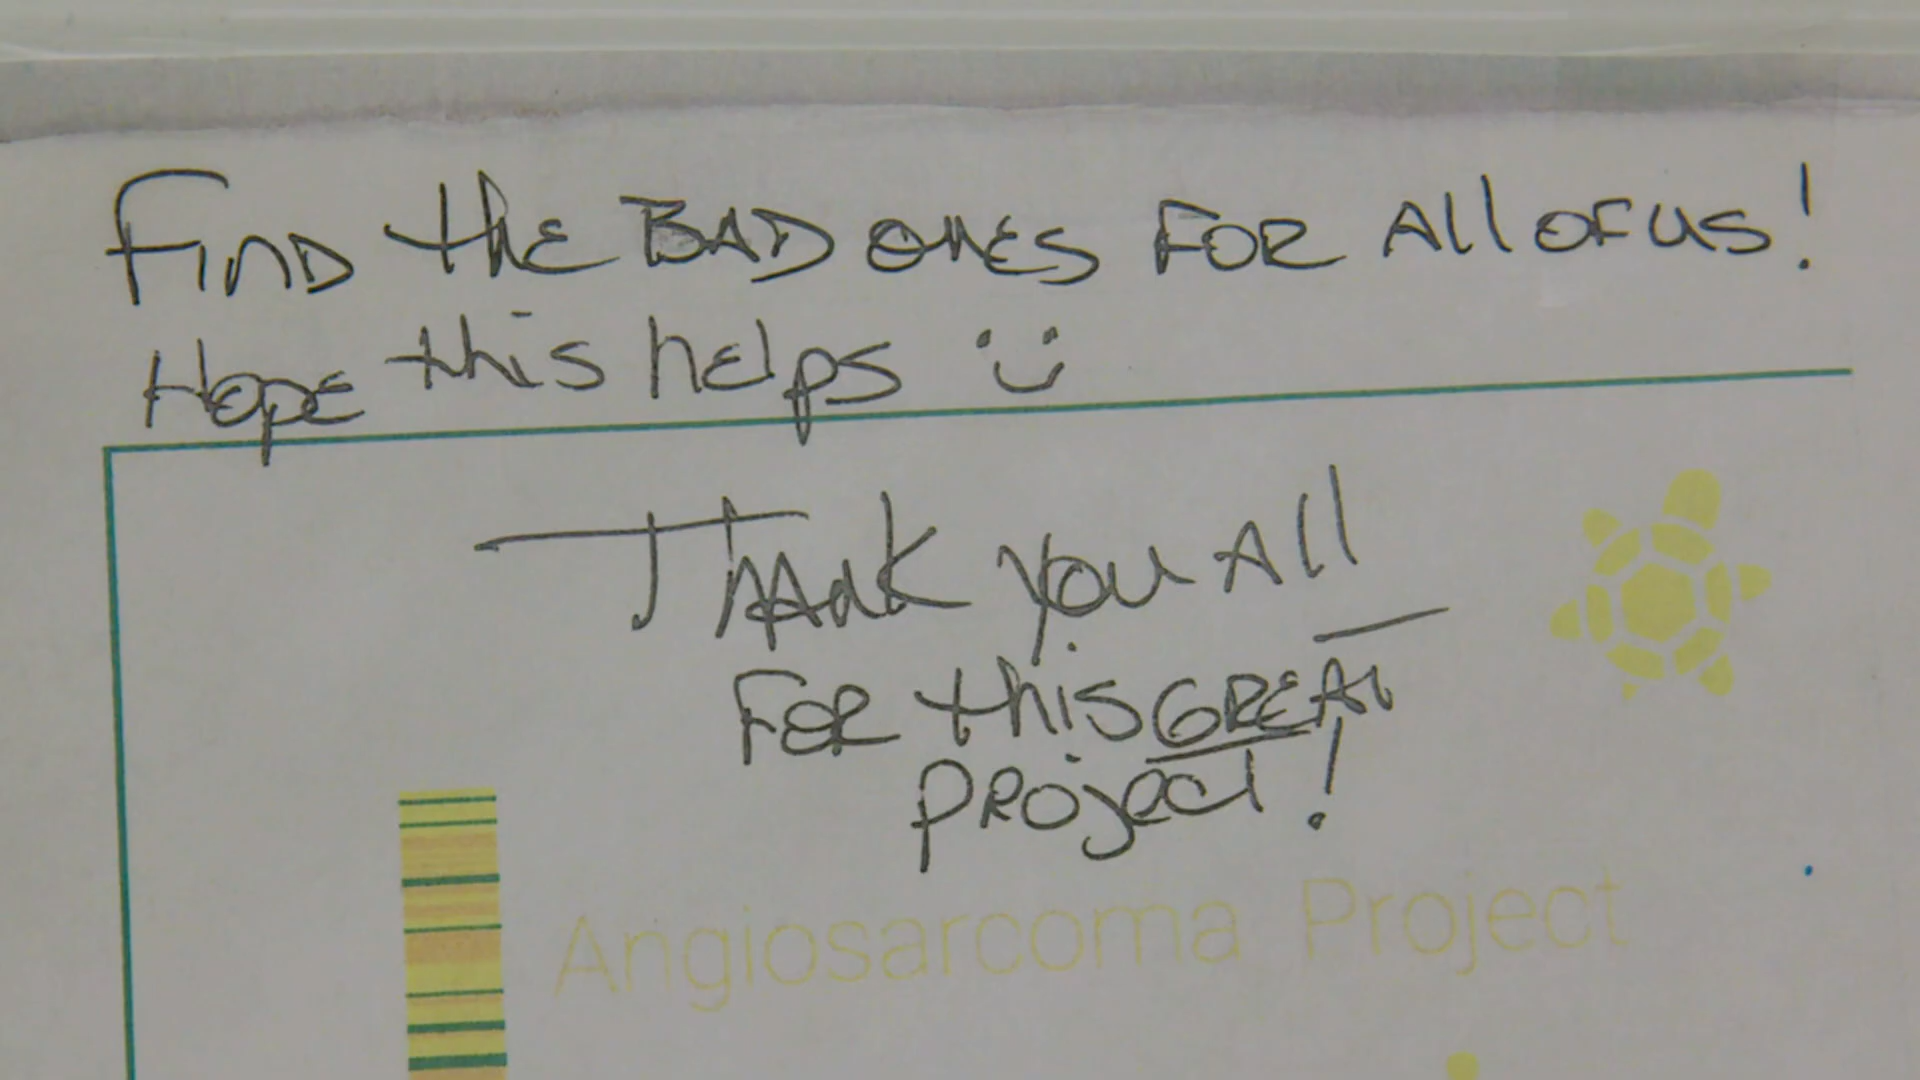 Find the BAD ONES FOR All OF US!
Hope this helps
THANK you All
FOR this GREAT
PROJECT!
Angiosarcoma Project